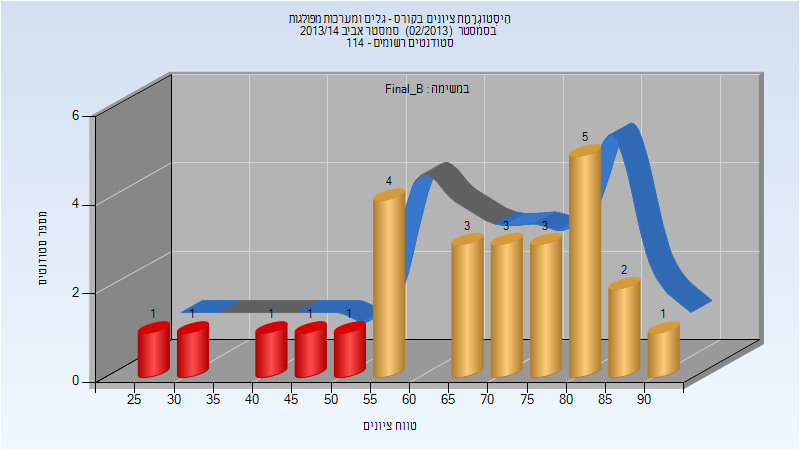 הִיסטוֹגרָמַת ציונים בקורס - גלים ומערכות מפולגות
בסמסטר (02/2013) סמסטר אביב 2013/14
סטודנטים רשומים - 114
במשימה : Final_B
מספר סטודנטים
6
4
2
0
1 1 1 1 1 4 3 3 3 5 2 1
25 30 35 40 45 50 55 60 65 70 75 80 85 90
טווח ציונים